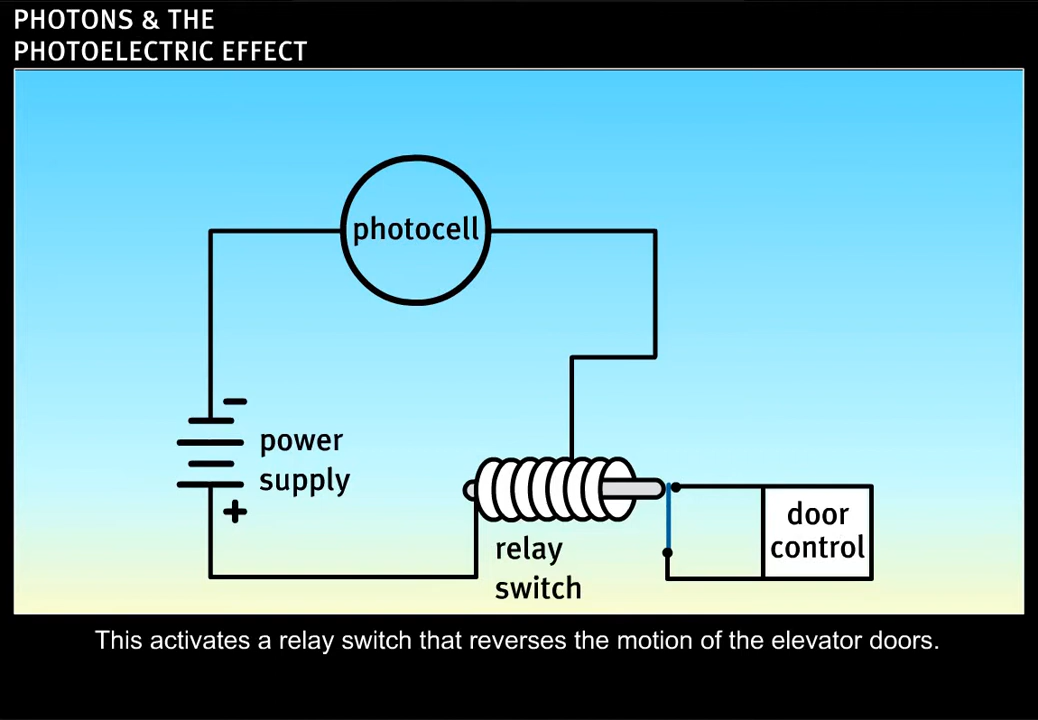 PHOTONS & THE
PHOTOELECTRIC EFFECT
photocell
-
power
supply
+
relay
switch
door
control
This activates a relay switch that reverses the motion of the elevator doors.